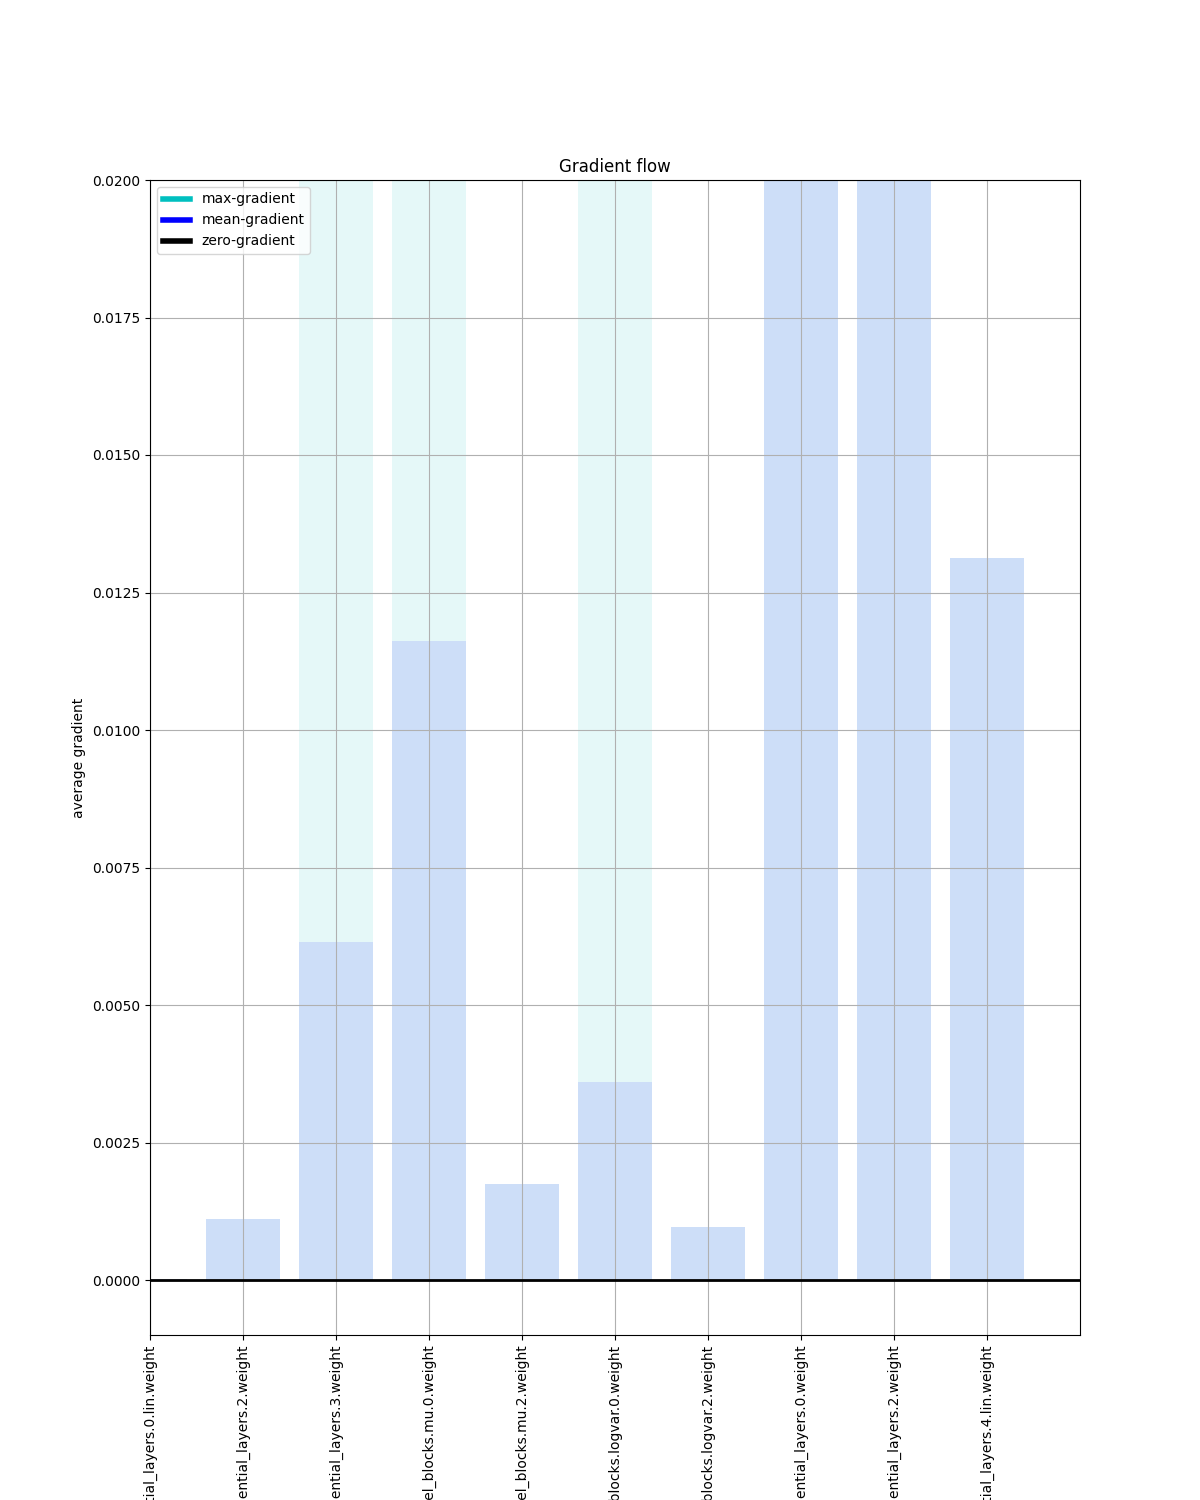 Gradient flow
max-gradient
mean-gradient
zero-gradient
0.0200
0.0175
0.0150
0.0125
0.0100
0.0075
0.0050
0.0025
0.0000
average gradient
tial_layers.0.lin.weight
ential_layers.2.weight
ential_layers.3.weight
el_blocks.mu.0.weight
el_blocks.mu.2.weight
blocks.logvar.0.weight
blocks.logvar.2.weight
ential_layers.0.weight
ential_layers.2.weight
tial_layers.4.lin.weight